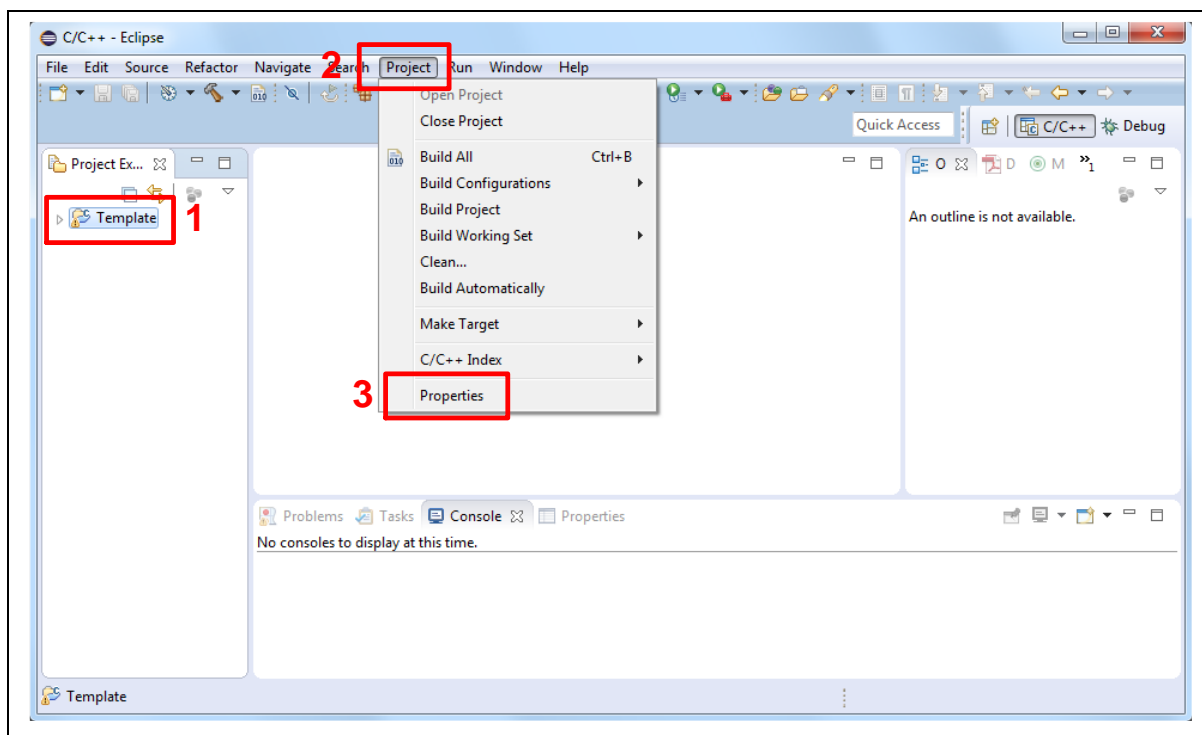 C/C++ - Eclipse
File Edit Source Refactor Navigate Search Project Run Window Help
2
Open Project
Close Project
Build All Ctrl+B
Build Configurations
Build Project
Build Working Set
Clean...
Build Automatically
Make Target
C/C++ Index
Properties
3
Quick Access
C/C++ Debug
Project Ex...
Template
1
O D M »1
An outline is not available.
Problems Tasks Console Properties
No consoles to display at this time.
Template